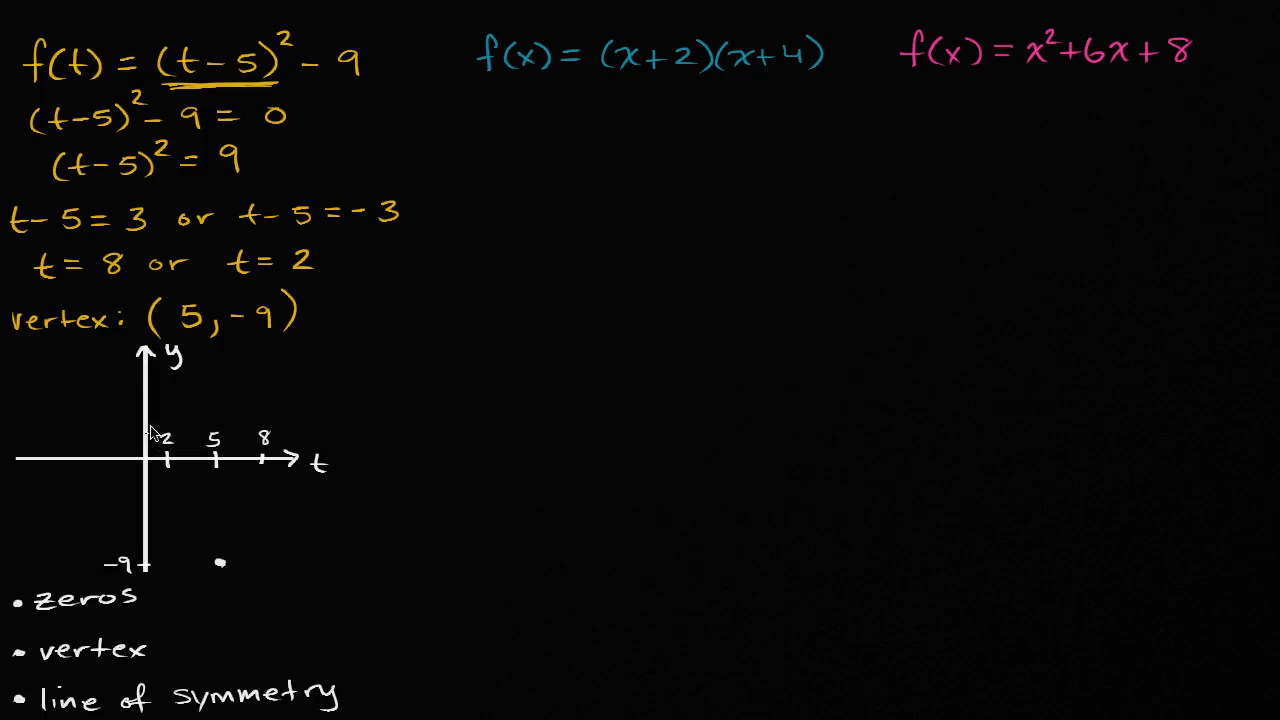 f(t) = (t-5)² - 9
(t-5)² - 9 = 0
(t-5)² = 9
t-5 = 3 or t-5 = -3
t = 8 or t = 2
vertex: (5, -9)
y
2 5 8
t
-9
• zeros
• vertex
• line of symmetry
f(x) = (x+2)(x+4)
f(x) = x²+6x+8